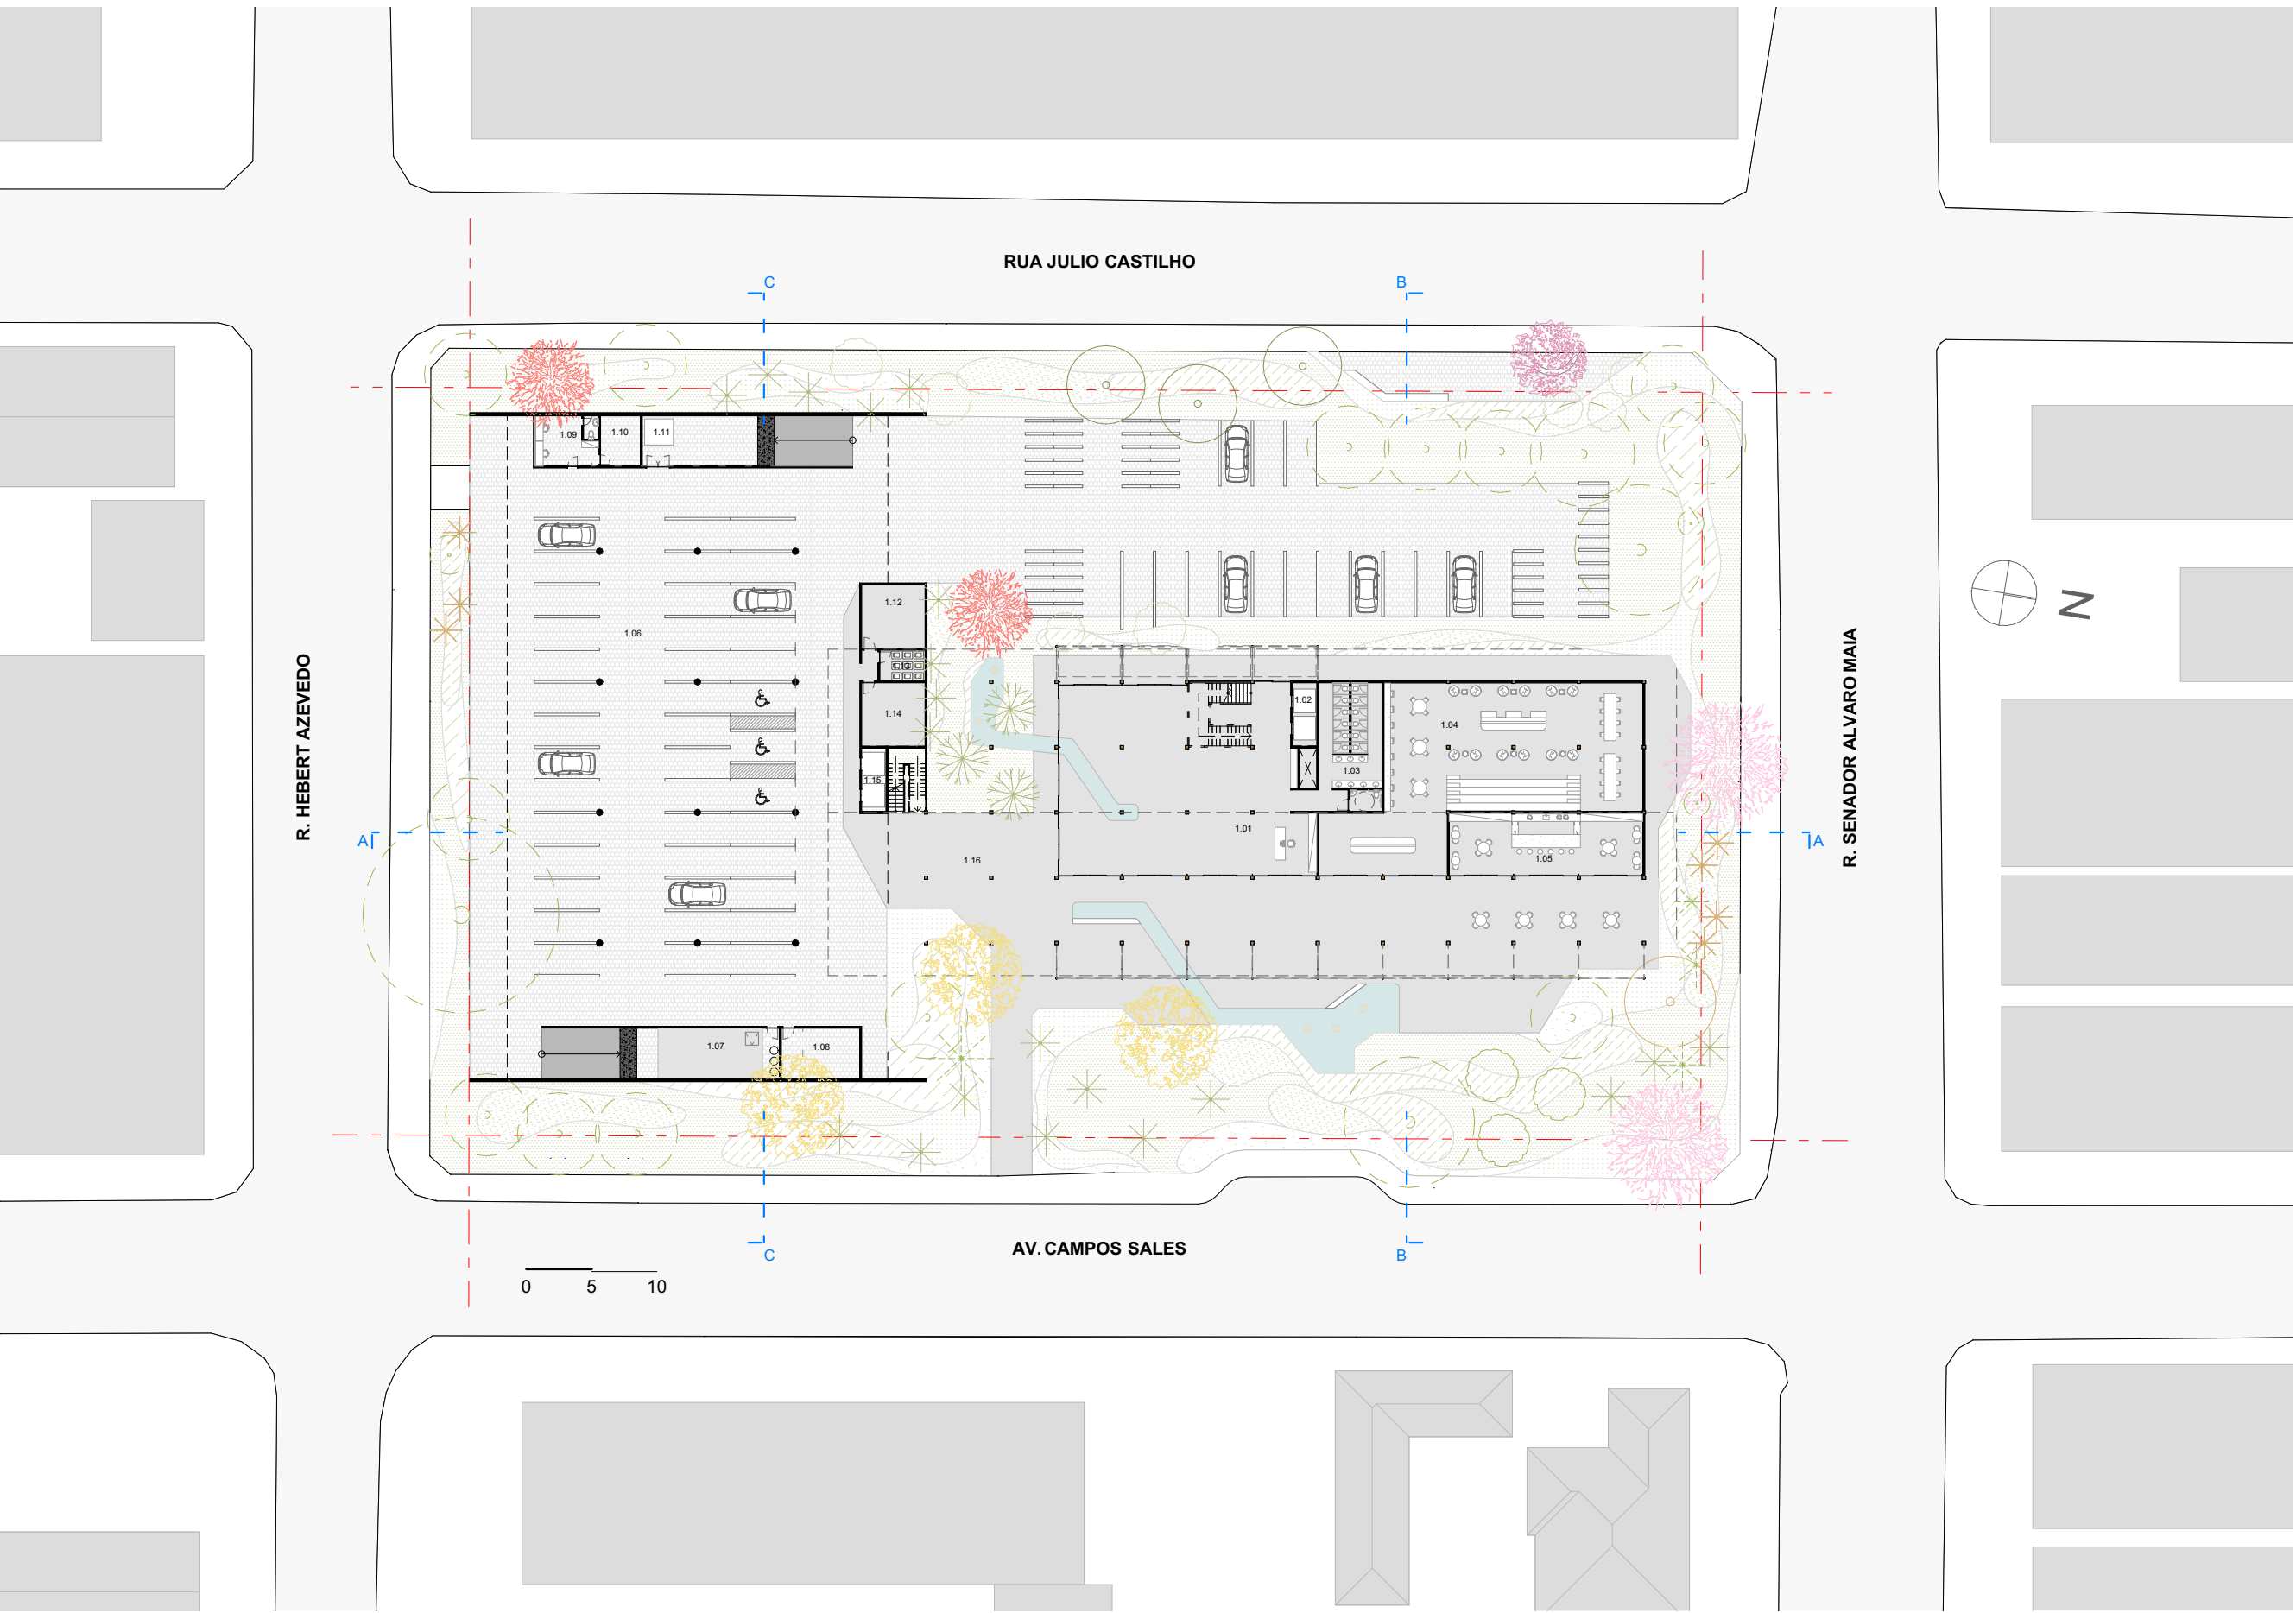 RUA JULIO CASTILHO
C
B
1.09
1.10
1.11
1.12
1.06
1.13
1.14
1.02
1.04
1.03
1.15
1.01
1.05
1.16
1.07
1.08
R. HEBERT AZEVEDO
R. SENADOR ALVARO MAIA
N
A
A
C
B
AV. CAMPOS SALES
0 5 10